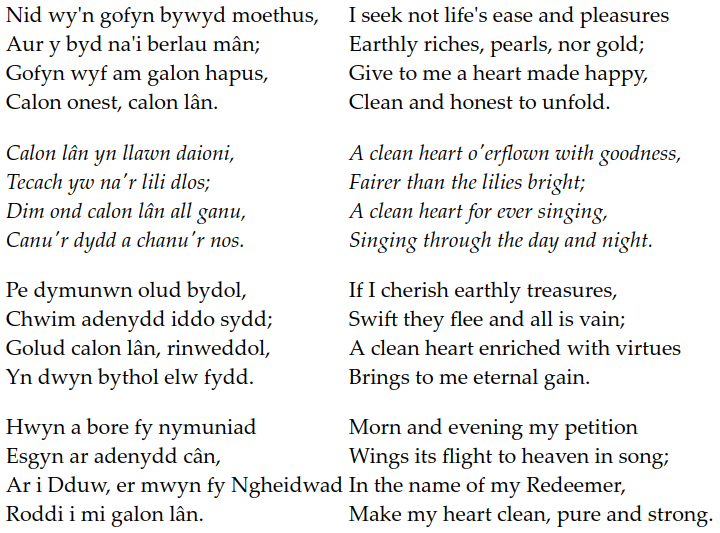 Nid wy'n gofyn bywyd moethus,
Aur y byd na'i berlau mân;
Gofyn wyf am galon hapus,
Calon onest, calon lân.
Calon lân yn llawn daioni,
Tecach yw na'r lili dlos;
Dim ond calon lân all ganu,
Canu'r dydd a chanu'r nos.
Pe dymunwn olud bydol,
Chwim adenydd iddo sydd;
Golud calon lân, rinweddol,
Yn dwyn bythol elw fydd.
Hwyn a bore fy nymuniad
Esgyn ar adenydd cân,
Ar i Dduw, er mwyn fy Ngheidwad
Roddi i mi galon lân.
I seek not life's ease and pleasures
Earthly riches, pearls, nor gold;
Give to me a heart made happy,
Clean and honest to unfold.
A clean heart o'erflown with goodness,
Fairer than the lilies bright;
A clean heart for ever singing,
Singing through the day and night.
If I cherish earthly treasures,
Swift they flee and all is vain;
A clean heart enriched with virtues
Brings to me eternal gain.
Morn and evening my petition
Wings its flight to heaven in song;
In the name of my Redeemer,
Make my heart clean, pure and strong.